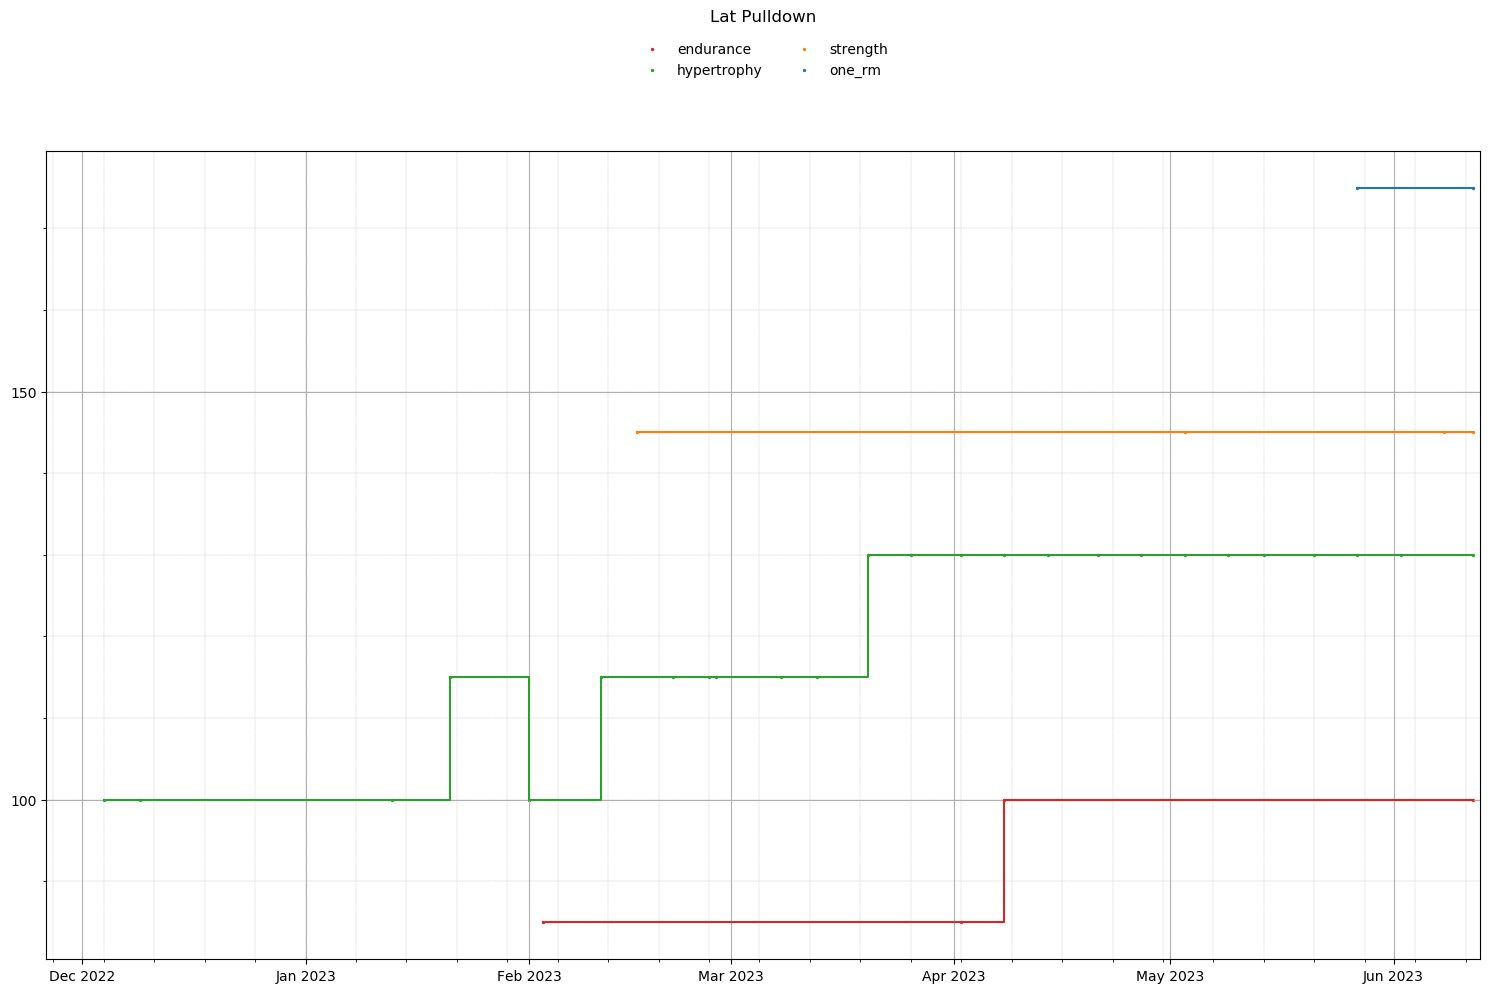 Lat Pulldown
endurance strength
hypertrophy one_rm
150
100
Dec 2022 Jan 2023 Feb 2023 Mar 2023 Apr 2023 May 2023 Jun 2023